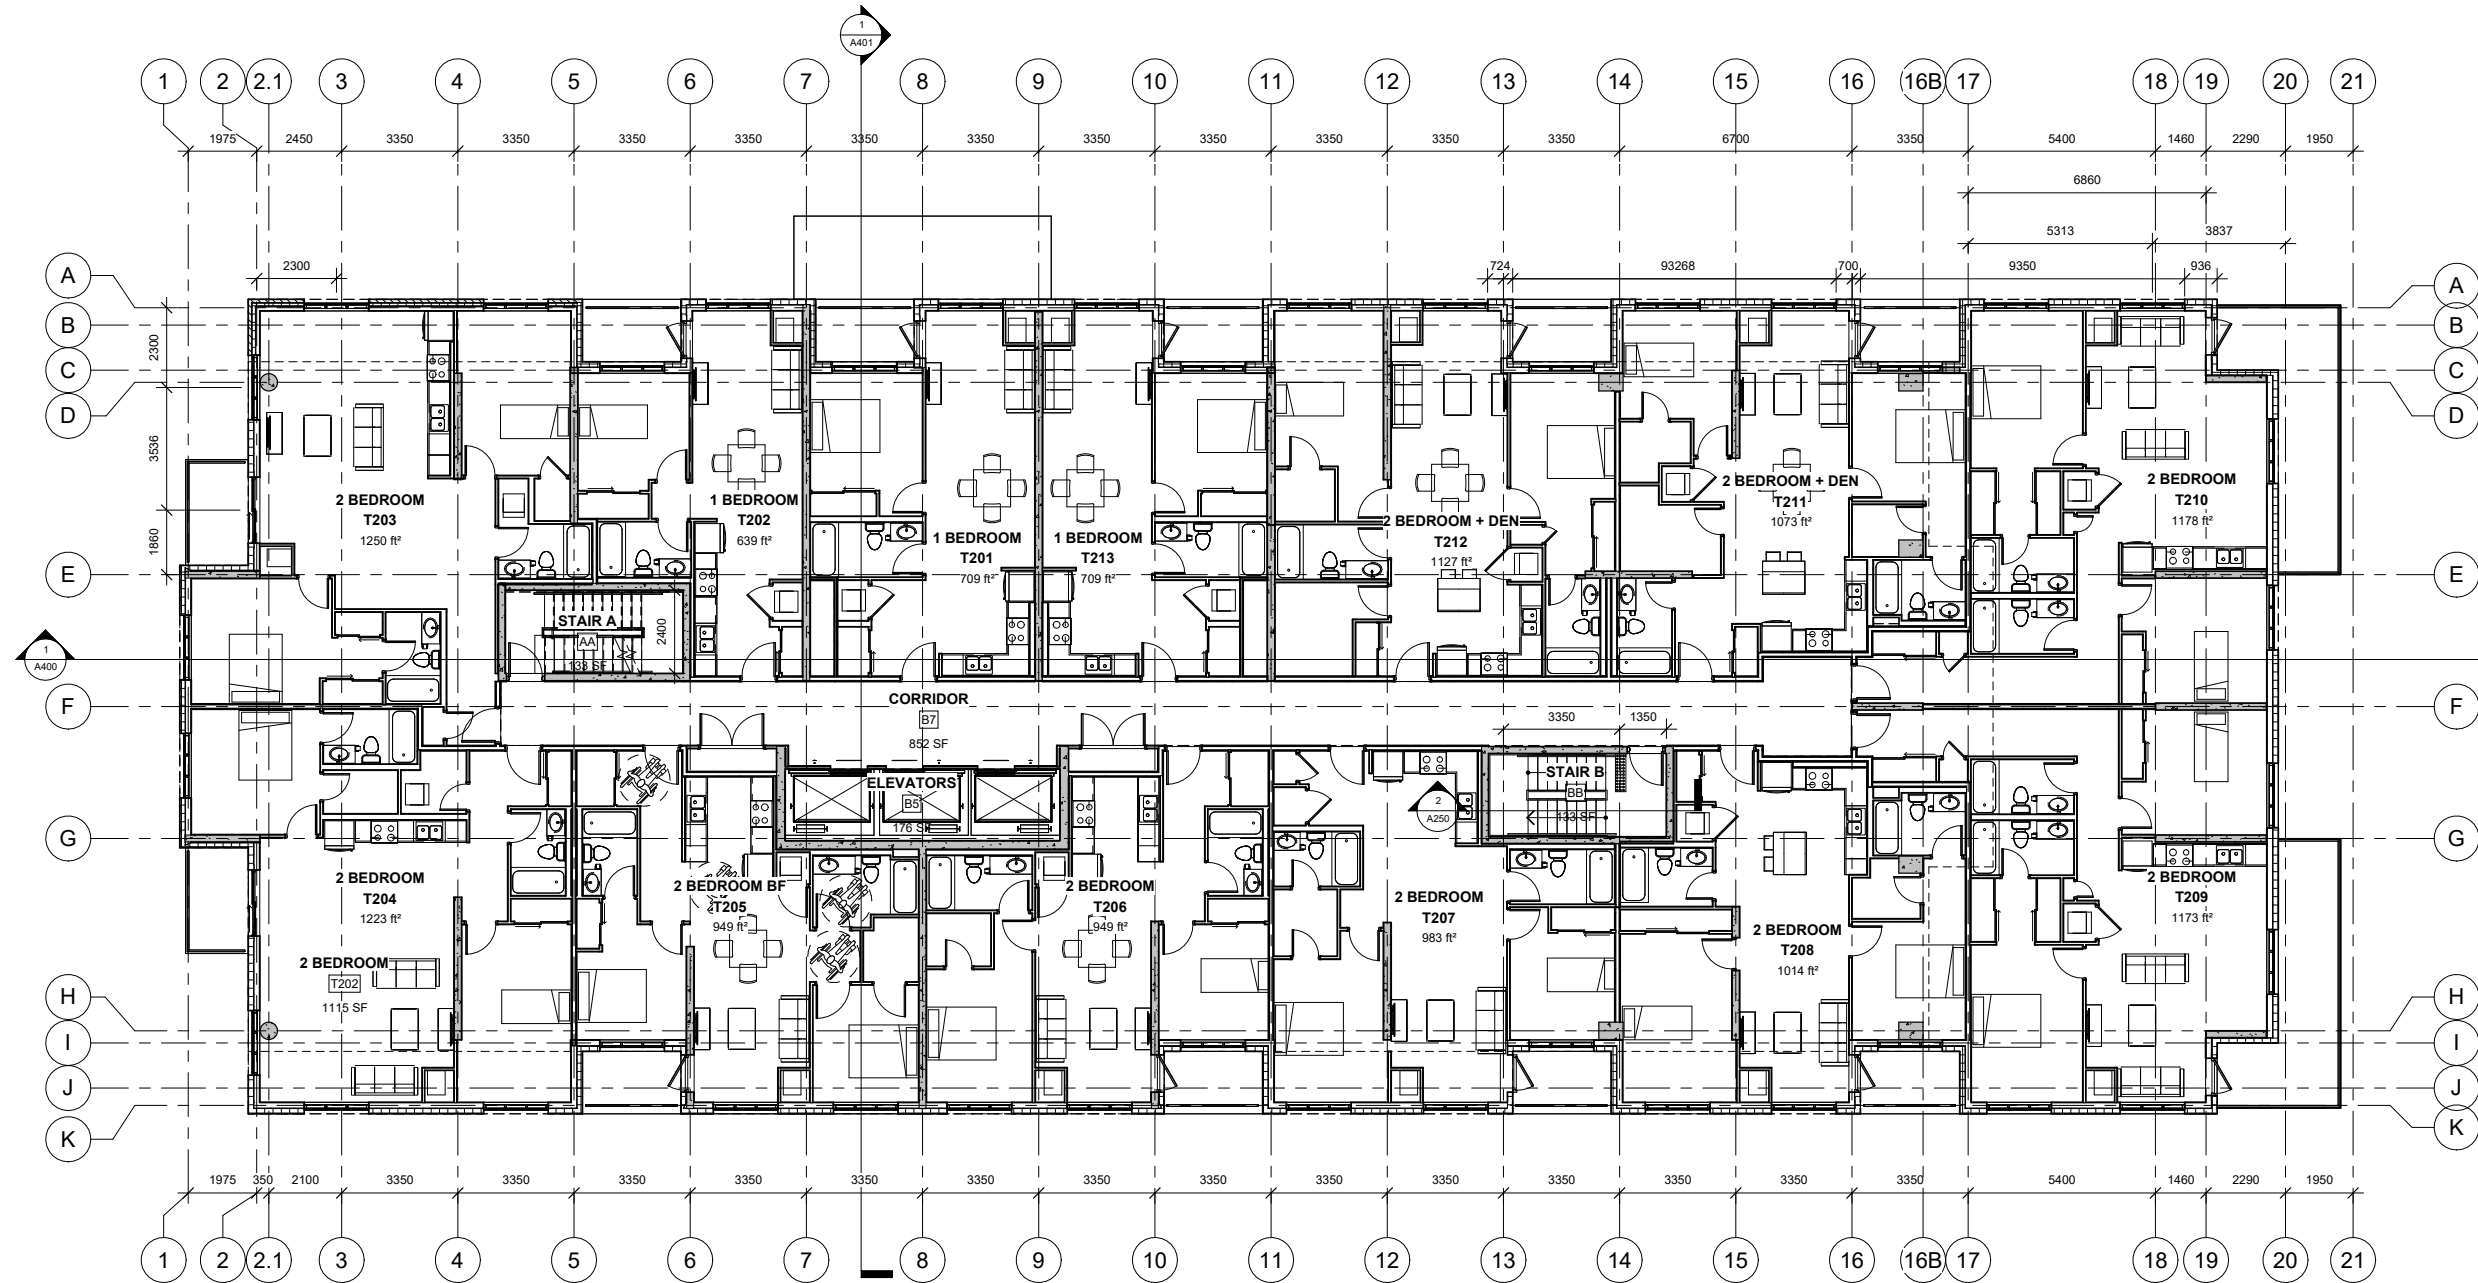 1
A401
1 2 2.1 3 4 5 6 7 8 9 10 11 12 13 14 15 16 16B 17 18 19 20 21
1975 2450 3350 3350 3350 3350 3350 3350 3350 3350 3350 3350 3350 6700 3350 5400 1460 2290 1950
6860
5313 3837
2300 724 93268 700 9350 936
A A
B B
C C
D D
E E
F F
G G
H H
I I
J J
K K
2300
3536
1860
2 BEDROOM
T203
1250 ft²
1 BEDROOM
T202
639 ft²
1 BEDROOM
T201
709 ft²
1 BEDROOM
T213
709 ft²
2 BEDROOM + DEN
T212
1127 ft²
2 BEDROOM + DEN
T211
1073 ft²
2 BEDROOM
T210
1178 ft²
STAIR A
AA
133 SF
2400
1
A400
CORRIDOR
B7
852 SF
3350 1350
ELEVATORS
B5
176 SF
STAIR B
BB
133 SF
2
A250
2 BEDROOM
T204
1223 ft²
2 BEDROOM
T202
1115 SF
2 BEDROOM BF
T205
949 ft²
2 BEDROOM
T206
949 ft²
2 BEDROOM
T207
983 ft²
2 BEDROOM
T208
1014 ft²
2 BEDROOM
T209
1173 ft²
1975 350 2100 3350 3350 3350 3350 3350 3350 3350 3350 3350 3350 3350 3350 3350 3350 5400 1460 2290 1950
1 2 2.1 3 4 5 6 7 8 9 10 11 12 13 14 15 16 16B 17 18 19 20 21